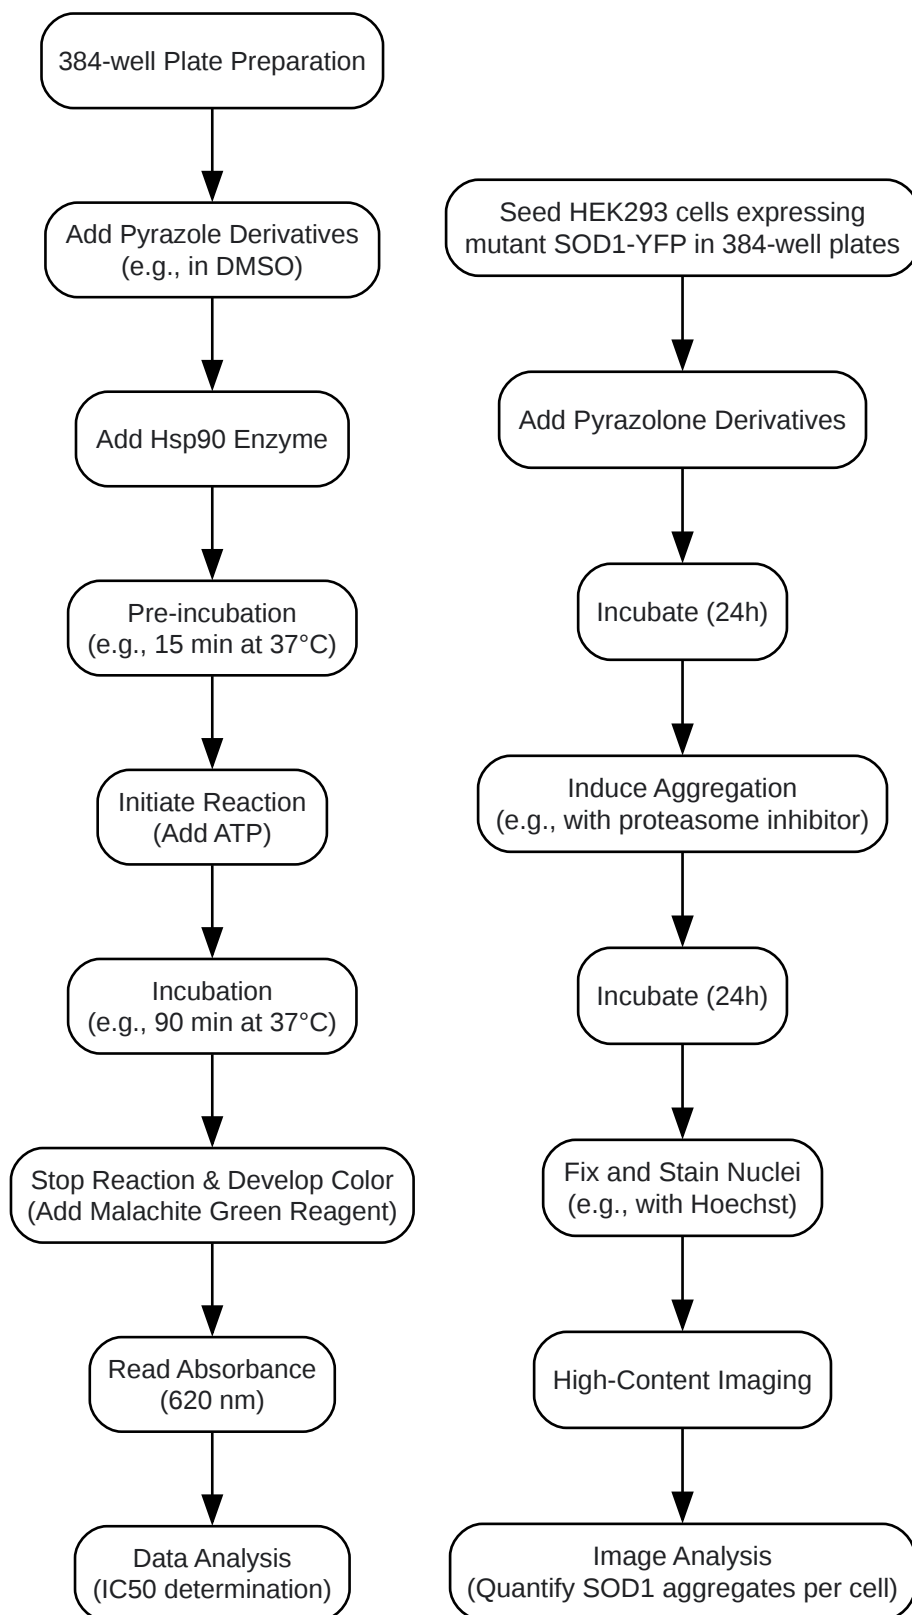 384-well Plate Preparation
Add Pyrazole Derivatives
(e.g., in DMSO)
Add Hsp90 Enzyme
Pre-incubation
(e.g., 15 min at 37°C)
Initiate Reaction
(Add ATP)
Incubation
(e.g., 90 min at 37°C)
Stop Reaction & Develop Color
(Add Malachite Green Reagent)
Read Absorbance
(620 nm)
Data Analysis
(IC50 determination)
Seed HEK293 cells expressing
mutant SOD1-YFP in 384-well plates
Add Pyrazolone Derivatives
Incubate (24h)
Induce Aggregation
(e.g., with proteasome inhibitor)
Incubate (24h)
Fix and Stain Nuclei
(e.g., with Hoechst)
High-Content Imaging
Image Analysis
(Quantify SOD1 aggregates per cell)